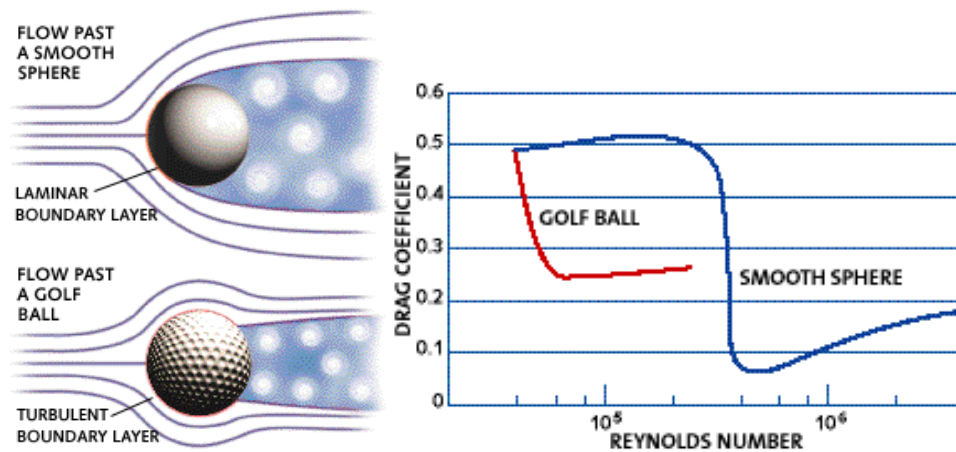 FLOW PAST
A SMOOTH
SPHERE
LAMINAR
BOUNDARY LAYER
FLOW PAST
A GOLF
BALL
TURBULENT
BOUNDARY LAYER
DRAG COEFFICIENT
0.6
0.5
0.4
0.3
0.2
0.1
0
GOLF BALL
SMOOTH SPHERE
10⁵
10⁶
REYNOLDS NUMBER